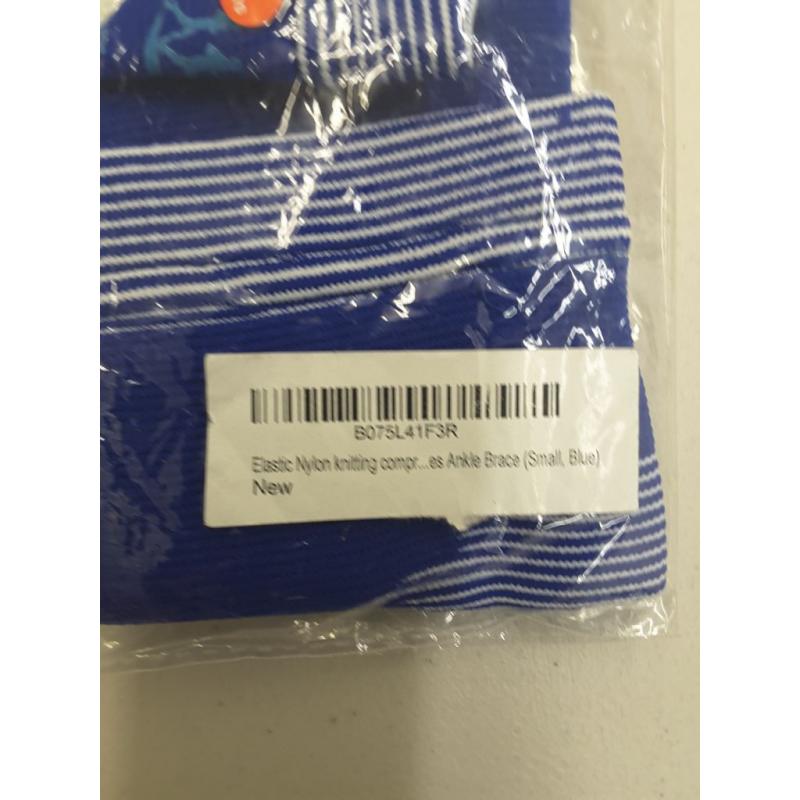 B075L41F3R
Elastic Nylon knitting compr...es Ankle Brace (Small, Blue)
New